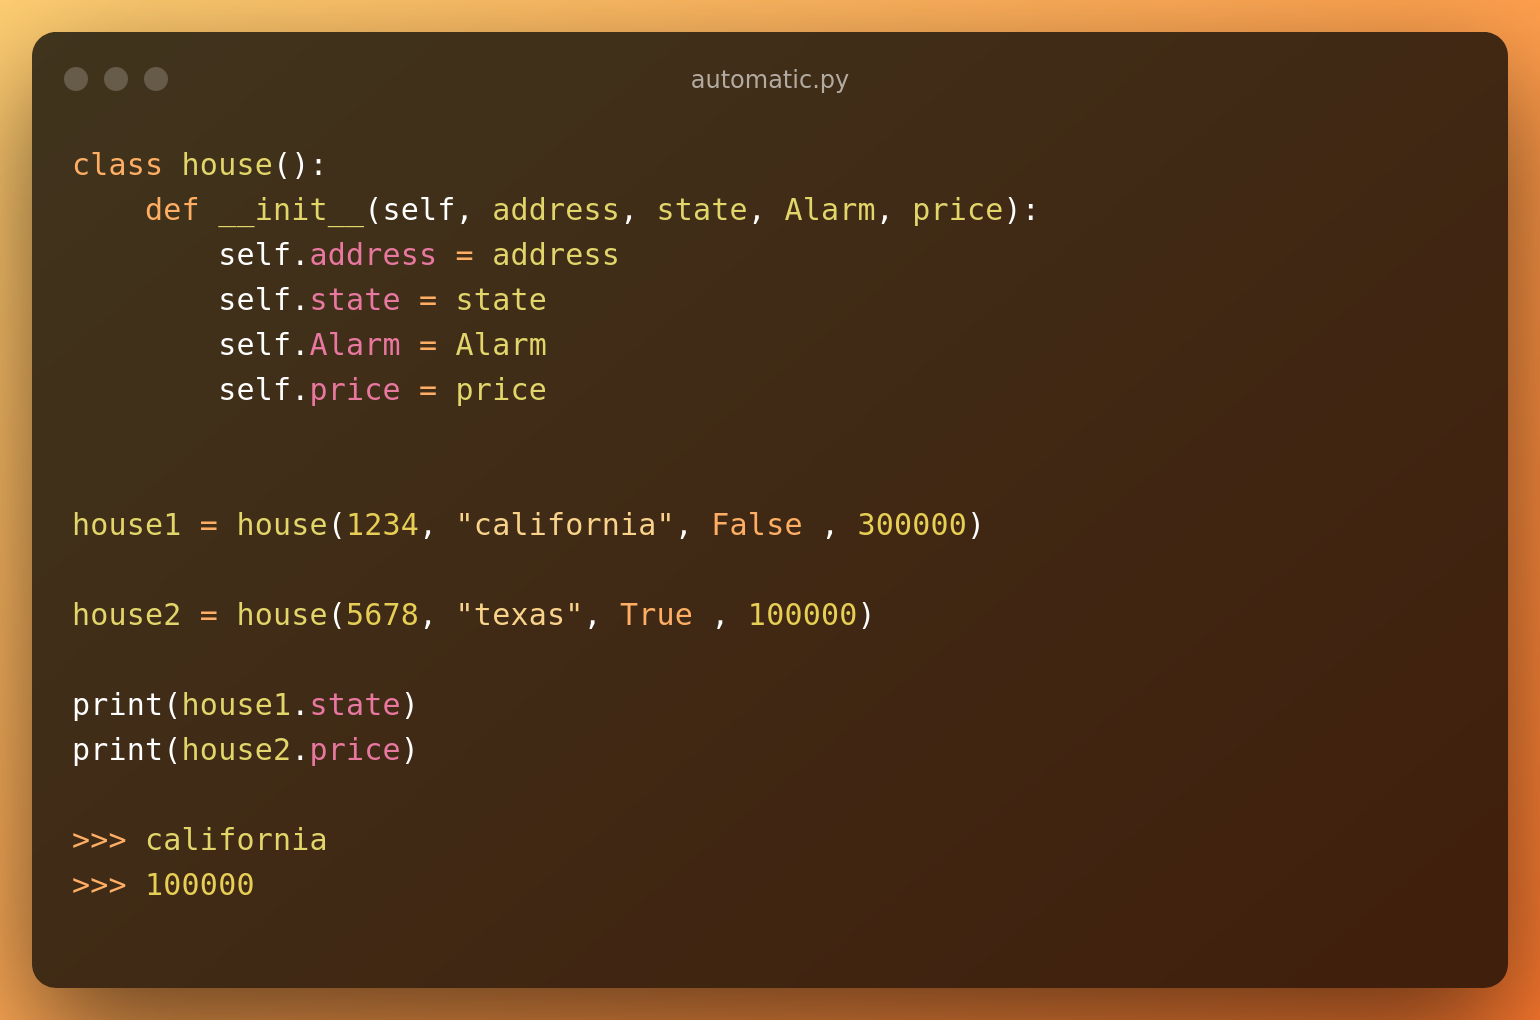 automatic.py
class house():
    def __init__(self, address, state, Alarm, price):
        self.address = address
        self.state = state
        self.Alarm = Alarm
        self.price = price
house1 = house(1234, "california", False , 300000)
house2 = house(5678, "texas", True , 100000)
print(house1.state)
print(house2.price)
>>> california
>>> 100000